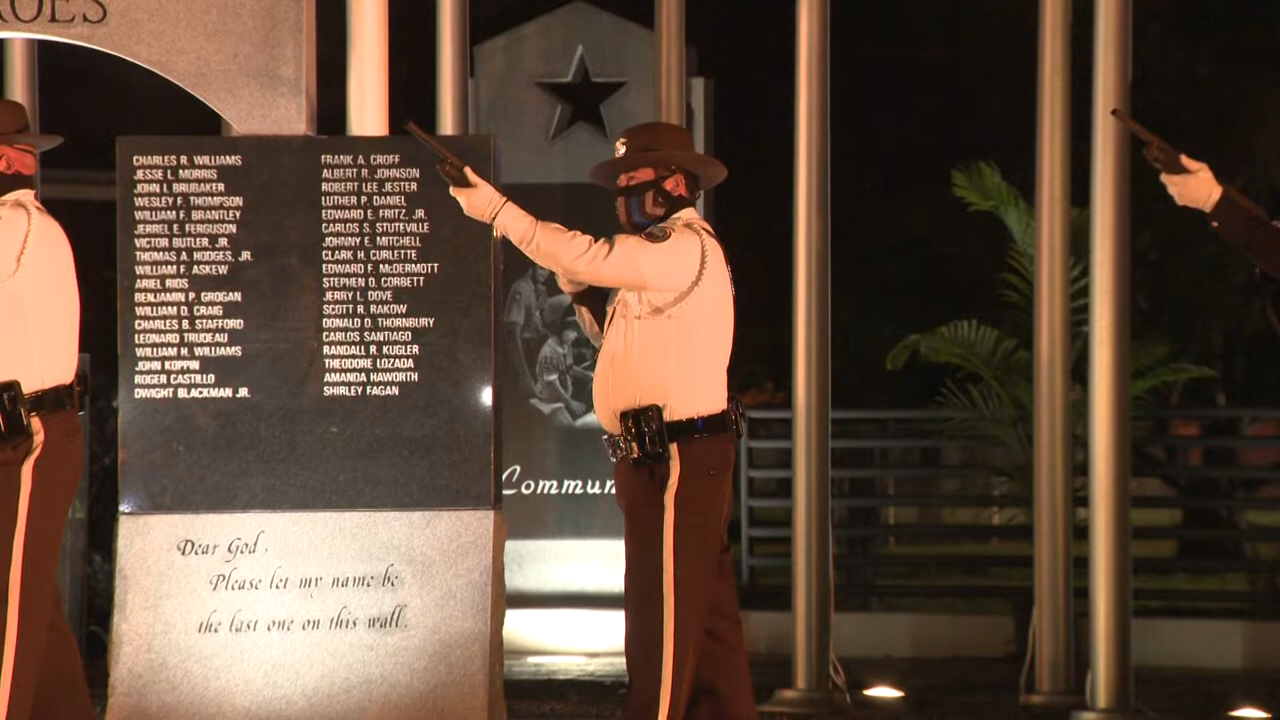 CHARLES R. WILLIAMS
JESSE L. MORRIS
JOHN I. BRUBAKER
WESLEY F. THOMPSON
WILLIAM F. BRANTLEY
JERREL E. FERGUSON
VICTOR BUTLER, JR.
THOMAS A. HODGES, JR.
WILLIAM F. ASKEW
ARIEL RIOS
BENJAMIN P. GROGAN
WILLIAM D. CRAIG
CHARLES B. STAFFORD
LEONARD TRUDEAU
WILLIAM H. WILLIAMS
JOHN KOPPIN
ROGER CASTILLO
DWIGHT BLACKMAN JR.
FRANK A. CROFF
ALBERT R. JOHNSON
ROBERT LEE JESTER
LUTHER P. DANIEL
EDWARD E. FRITZ, JR.
CARLOS S. STUTEVILLE
JOHNNY E. MITCHELL
CLARK H. CURLETTE
EDWARD F. McDERMOTT
STEPHEN O. CORBETT
JERRY L. DOVE
SCOTT R. RAKOW
DONALD D. THORNBURY
CARLOS SANTIAGO
RANDALL R. KUGLER
THEODORE LOZADA
AMANDA HAWORTH
SHIRLEY FAGAN
Dear God,
Please let my name be
the last one on this wall.
Commun